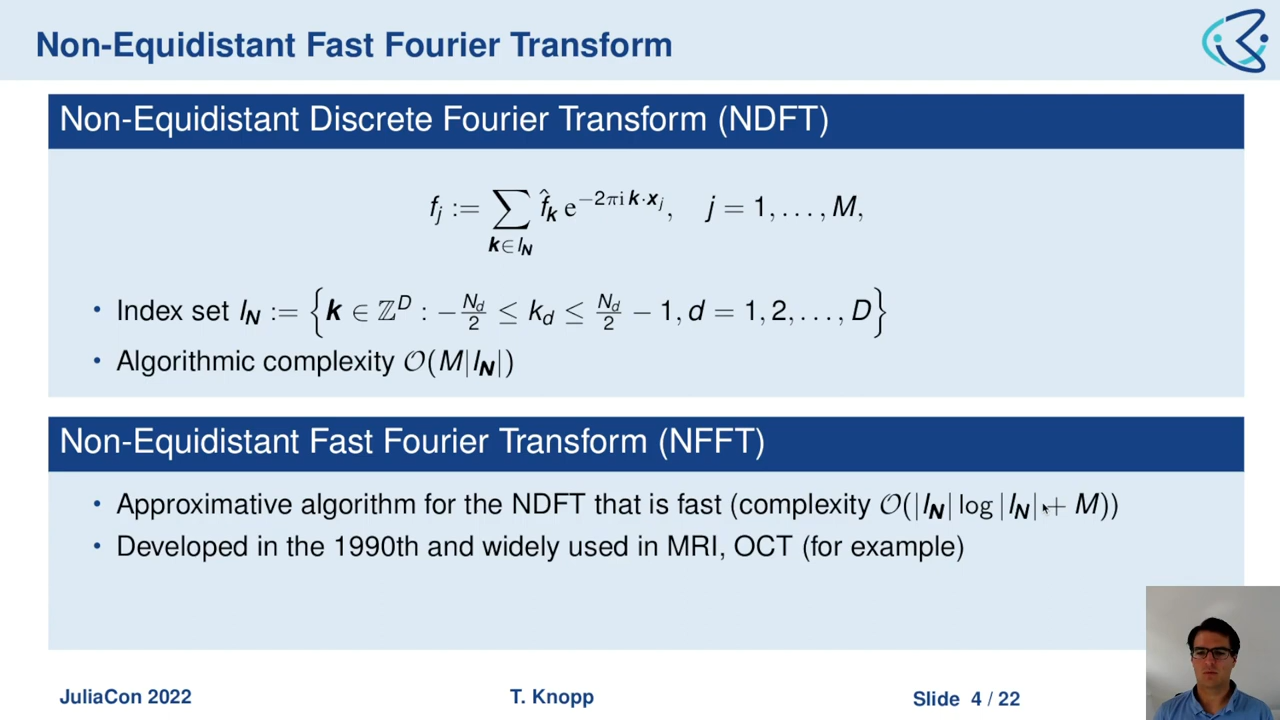 Non-Equidistant Fast Fourier Transform
Non-Equidistant Discrete Fourier Transform (NDFT)
f_j := ∑_{k∈I_N} f̂_k e^{−2πi k·x_j}, j = 1, . . . , M,
• Index set I_N := {k ∈ ℤ^D : −N_d/2 ≤ k_d ≤ N_d/2 − 1, d = 1, 2, . . . , D}
• Algorithmic complexity O(M|I_N|)
Non-Equidistant Fast Fourier Transform (NFFT)
• Approximative algorithm for the NDFT that is fast (complexity O(|I_N| log |I_N| + M))
• Developed in the 1990th and widely used in MRI, OCT (for example)
JuliaCon 2022 T. Knopp Slide 4 / 22